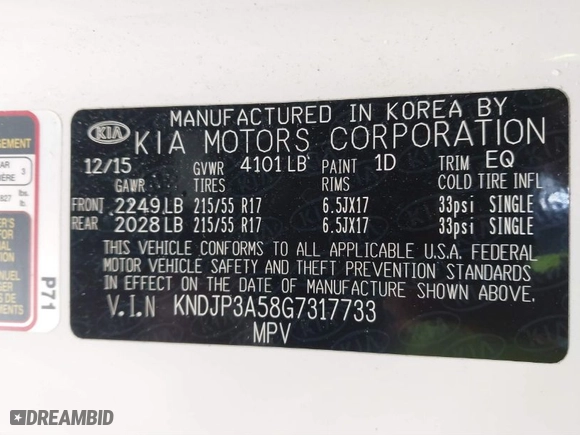 MANUFACTURED IN KOREA BY
KIA KIA MOTORS CORPORATION
12/15 GVWR 4101 LB PAINT 1D TRIM EQ
GAWR TIRES RIMS COLD TIRE INFL
FRONT 2249 LB 215/55 R17 6.5JX17 33psi SINGLE
REAR 2028 LB 215/55 R17 6.5JX17 33psi SINGLE
THIS VEHICLE CONFORMS TO ALL APPLICABLE U.S.A. FEDERAL
MOTOR VEHICLE SAFETY AND THEFT PREVENTION STANDARDS
IN EFFECT ON THE DATE OF MANUFACTURE SHOWN ABOVE.
V.I.N KNDJP3A58G7317733
MPV
P71
DREAMBID